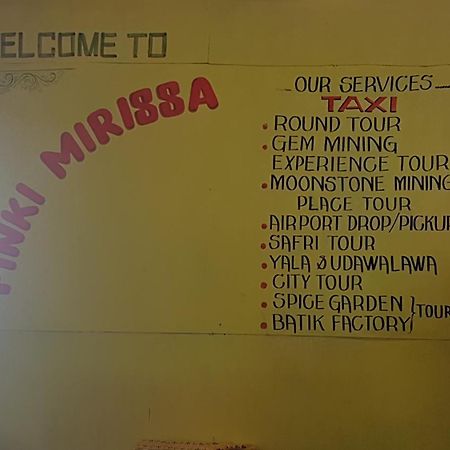 ELCOME TO
PINKI MIRISSA
OUR SERVICES
TAXI
ROUND TOUR
GEM MINING
EXPERIENCE TOUR
MOONSTONE MINING
PLACE TOUR
AIRPORT DROP/PICKUP
SAFRI TOUR
YALA & UDAWALAWA
CITY TOUR
SPICE GARDEN } TOUR
BATIK FACTORY